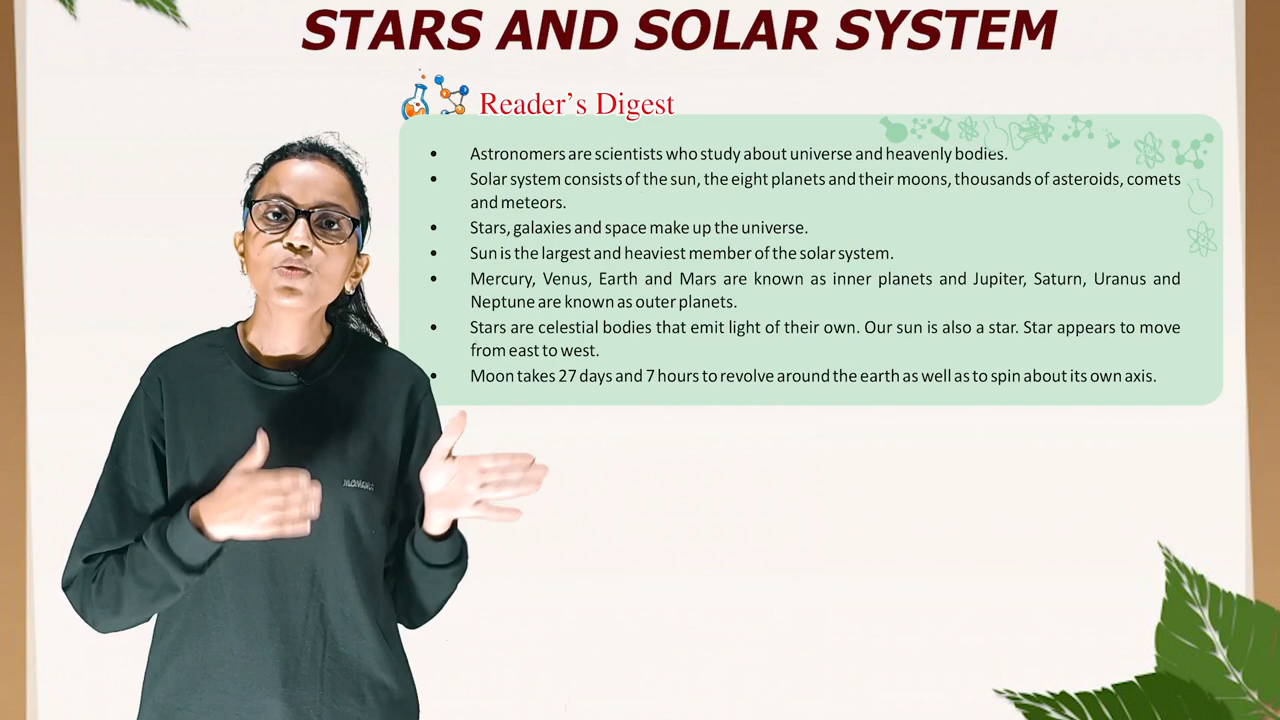 STARS AND SOLAR SYSTEM
Reader's Digest
• Astronomers are scientists who study about universe and heavenly bodies.
• Solar system consists of the sun, the eight planets and their moons, thousands of asteroids, comets
and meteors.
• Stars, galaxies and space make up the universe.
• Sun is the largest and heaviest member of the solar system.
• Mercury, Venus, Earth and Mars are known as inner planets and Jupiter, Saturn, Uranus and
Neptune are known as outer planets.
• Stars are celestial bodies that emit light of their own. Our sun is also a star. Star appears to move
from east to west.
• Moon takes 27 days and 7 hours to revolve around the earth as well as to spin about its own axis.